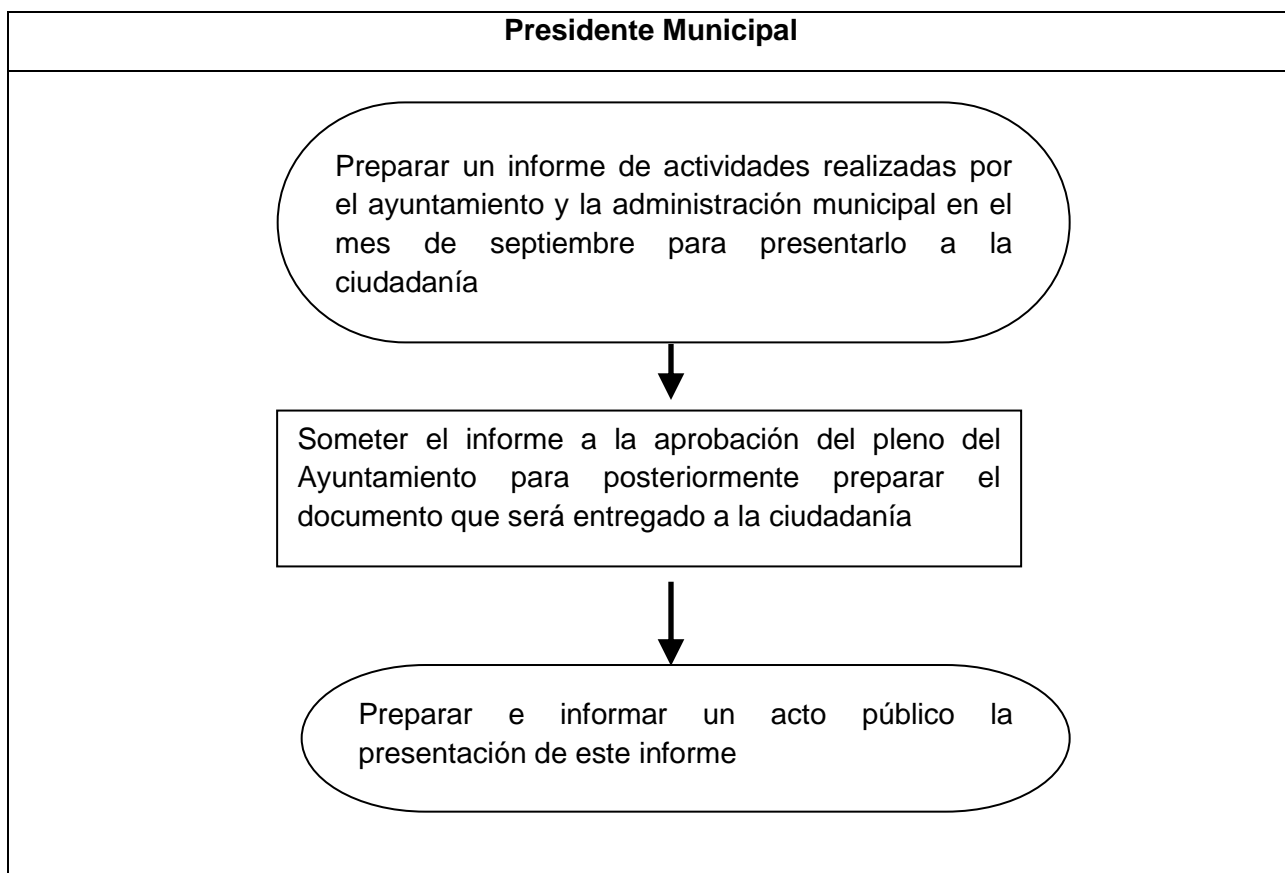 Presidente Municipal
Preparar un informe de actividades realizadas por
el ayuntamiento y la administración municipal en el
mes de septiembre para presentarlo a la
ciudadanía
Someter el informe a la aprobación del pleno del
Ayuntamiento para posteriormente preparar el
documento que será entregado a la ciudadanía
Preparar e informar un acto público la
presentación de este informe